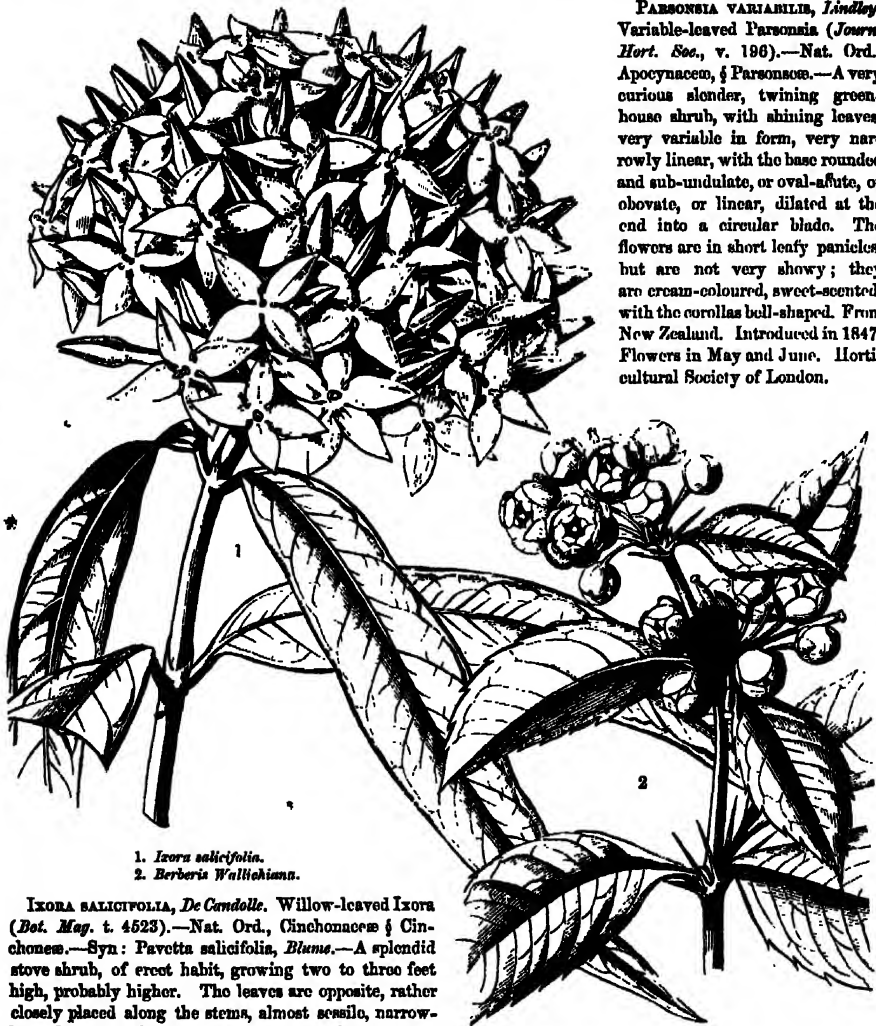 PARSONSIA VARIABILIS, Lindley
Variable-leaved Parsonsia (Journ
Hort. Soc., v. 196).—Nat. Ord.
Apocynaceæ, § Parsonseæ.—A very
curious slender, twining green-
house shrub, with shining leaves
very variable in form, very nar
rowly linear, with the base rounded
and sub-undulate, or oval- o
obovate, or linear, dilated at the
end into a circular blade. The
flowers are in short leafy panicles
but are not very showy; they
are cream-coloured, sweet-scented
with the corollas bell-shaped. From
New Zealand. Introduced in 1847
Flowers in May and June. Horti
cultural Society of London.
1
2
1. Ixora salicifolia.
2. Berberis Wallichiana.
IXORA SALICIFOLIA, De Candolle. Willow-leaved Ixora
(Bot. Mag. t. 4523).—Nat. Ord., Cinchonaceæ § Cin-
choneæ.—Syn: Pavetta salicifolia, Blume.—A splendid
stove shrub, of erect habit, growing two to three feet
high, probably higher. The leaves are opposite, rather
closely placed along the stems, almost sessile, narrow-